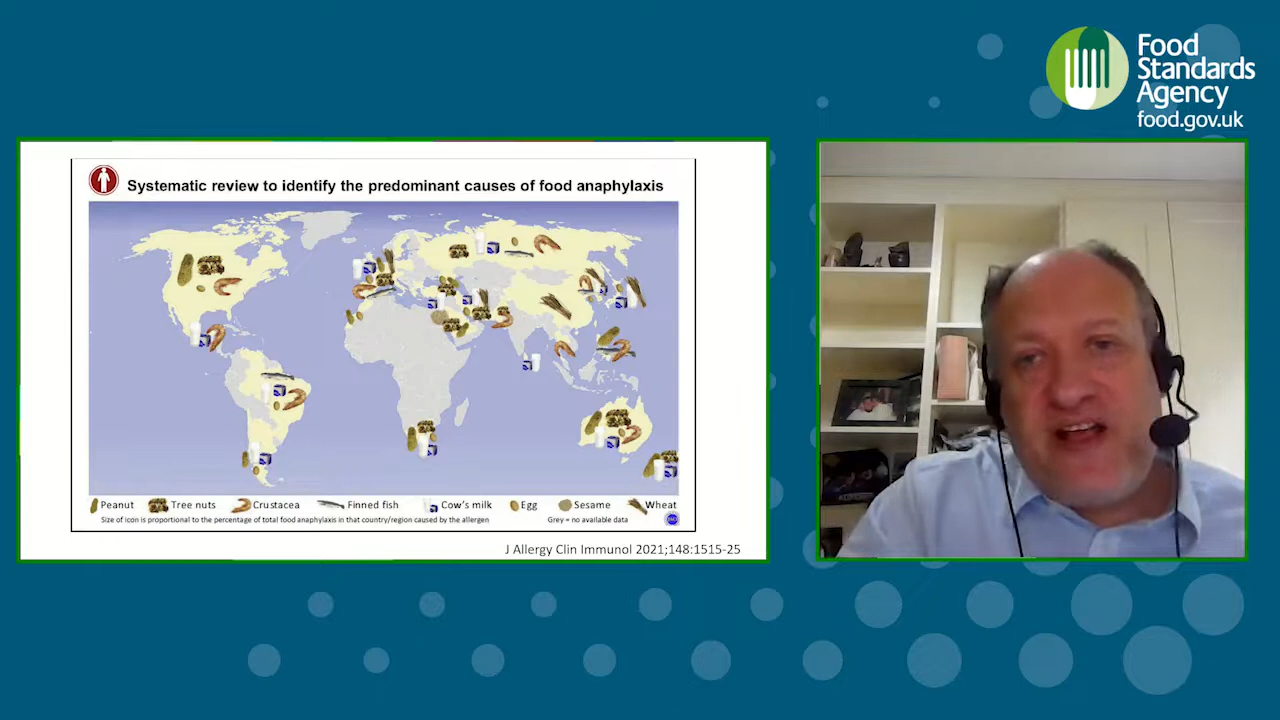 Food
Standards
Agency
food.gov.uk
Systematic review to identify the predominant causes of food anaphylaxis
Peanut
Tree nuts
Crustacea
Finned fish
Cow's milk
Egg
Sesame
Wheat
Size of icon is proportional to the percentage of total food anaphylaxis in that country/region caused by the allergen
Grey = no available data
J Allergy Clin Immunol 2021;148:1515-25